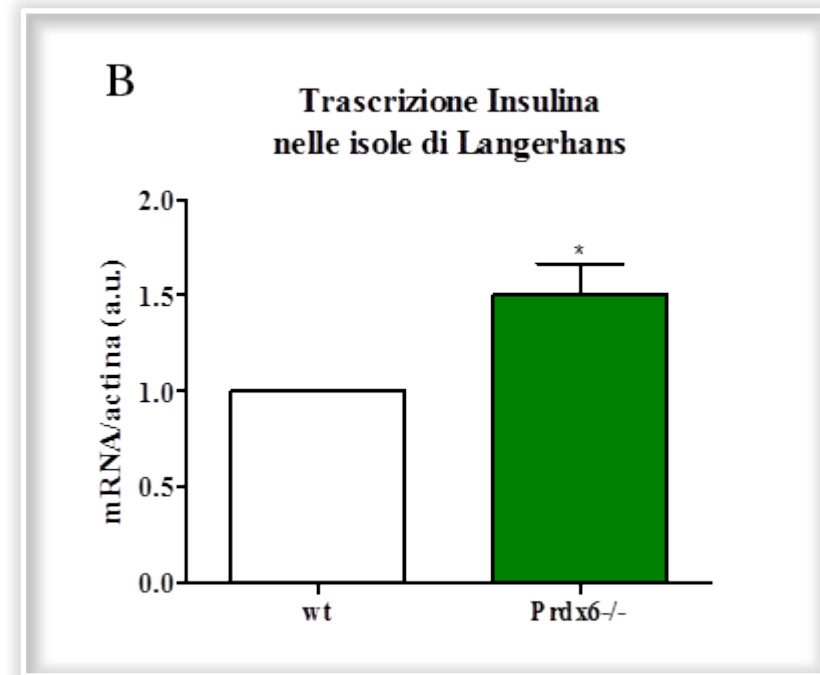 B
Trascrizione Insulina
nelle isole di Langerhans
mRNA/actina (a.u.)
2.0
1.5
1.0
0.5
0.0
*
wt
Prdx6-/-